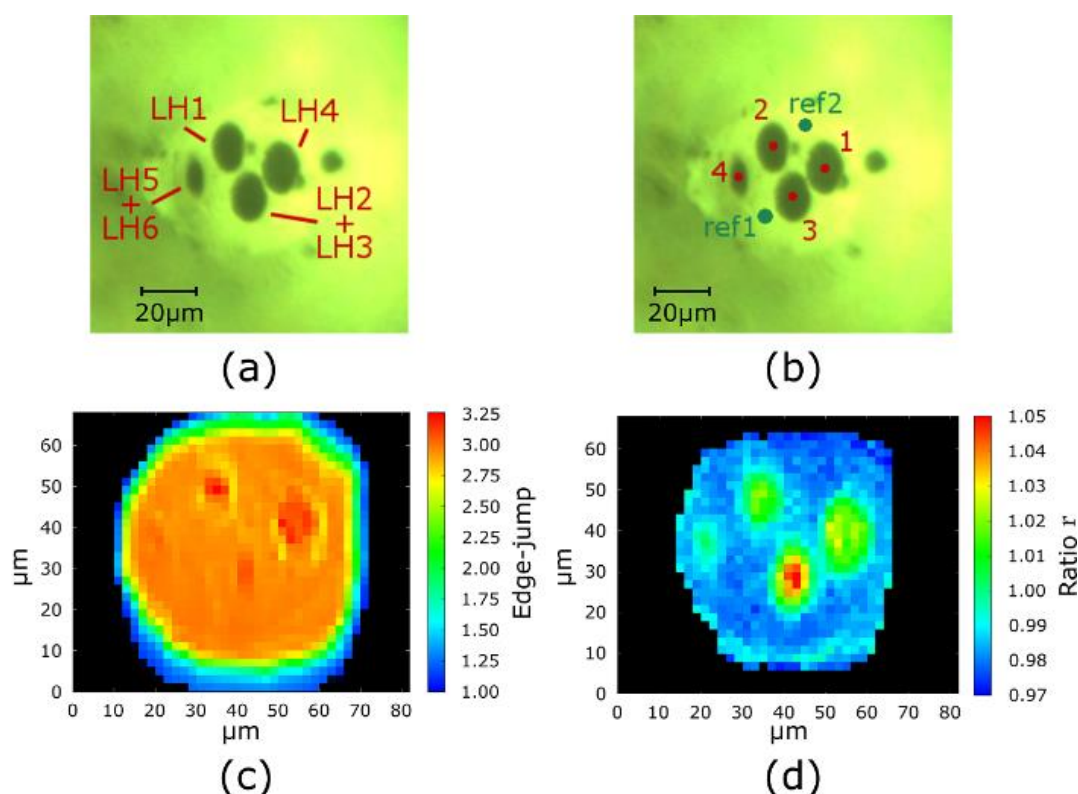 LH1
LH4
LH5
+
LH6
LH2
+
LH3
20µm
(a)
2
ref2
1
4
ref1
3
20µm
(b)
µm
60
50
40
30
20
10
0
0 10 20 30 40 50 60 70 80
µm
3.25
3.00
2.75
2.50
2.25
2.00
1.75
1.50
1.25
1.00
Edge-jump
(c)
µm
60
50
40
30
20
10
0
0 10 20 30 40 50 60 70 80
µm
1.05
1.04
1.03
1.02
1.01
1.00
0.99
0.98
0.97
Ratio r
(d)